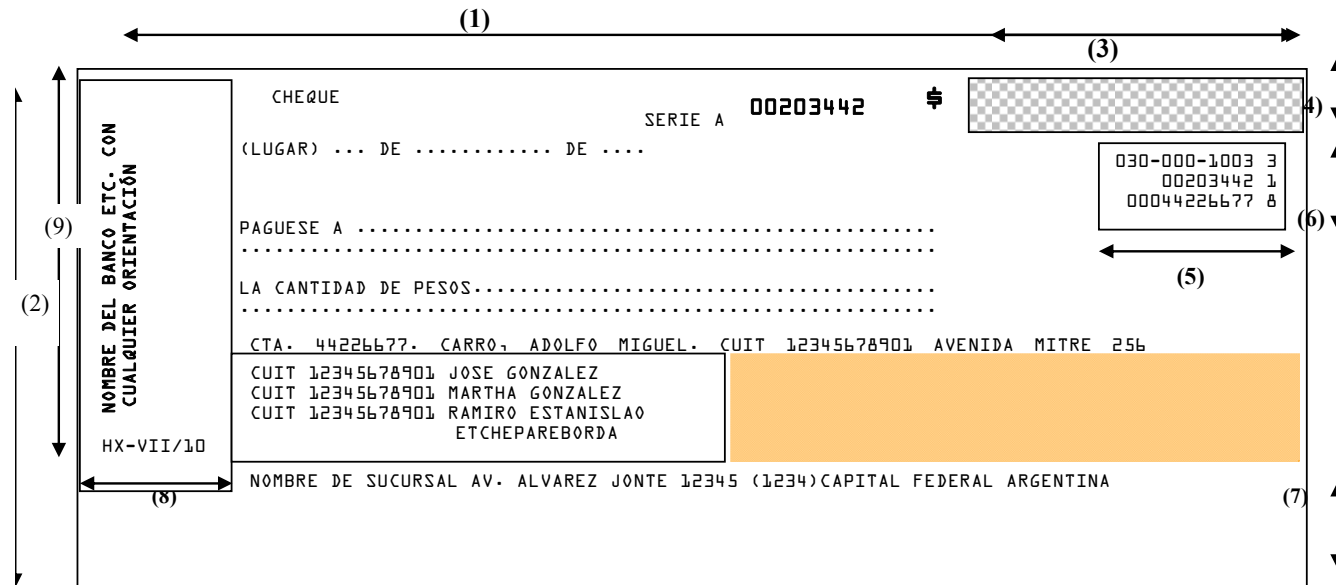 (1)
(3)
CHEQUE
SERIE A 00203442 $
4)
(LUGAR) ... DE ............ DE ....
030-000-1003 3
00203442 1
00044226677 8
(6)
(5)
(9)
(2)
NOMBRE DEL BANCO ETC. CON
CUALQUIER ORIENTACIÓN
HX-VII/10
(8)
PAGUESE A ..................................................
............................................................
LA CANTIDAD DE PESOS........................................
............................................................
CTA. 44226677. CARRO, ADOLFO MIGUEL. CUIT 12345678901 AVENIDA MITRE 256
CUIT 12345678901 JOSE GONZALEZ
CUIT 12345678901 MARTHA GONZALEZ
CUIT 12345678901 RAMIRO ESTANISLAO
ETCHEPAREBORDA
NOMBRE DE SUCURSAL AV. ALVAREZ JONTE 12345 (1234)CAPITAL FEDERAL ARGENTINA
(7)